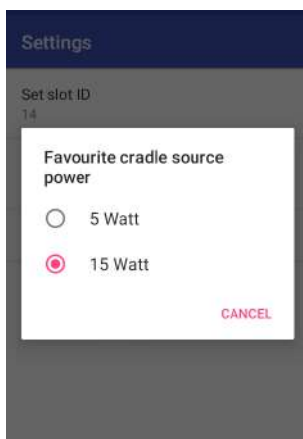 Settings
Set slot ID
14
Favourite cradle source
power
5 Watt
15 Watt
CANCEL